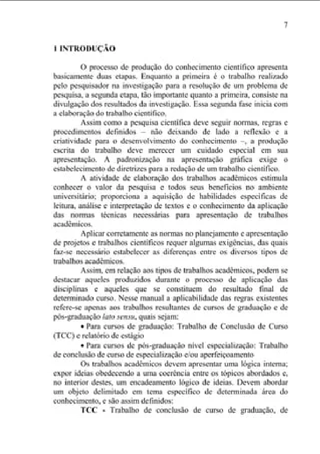 7
1 INTRODUÇÃO
O processo de produção do conhecimento científico apresenta
basicamente duas etapas. Enquanto a primeira é o trabalho realizado
pelo pesquisador na investigação para a resolução de um problema de
pesquisa, a segunda etapa, tão importante quanto a primeira, consiste na
divulgação dos resultados da investigação. Essa segunda fase inicia com
a elaboração do trabalho científico.
Assim como a pesquisa científica deve seguir normas, regras e
procedimentos definidos – não deixando de lado a reflexão e a
criatividade para o desenvolvimento do conhecimento –, a produção
escrita do trabalho deve merecer um cuidado especial em sua
apresentação. A padronização na apresentação gráfica exige o
estabelecimento de diretrizes para a redação de um trabalho científico.
A atividade de elaboração dos trabalhos acadêmicos estimula
conhecer o valor da pesquisa e todos seus benefícios no ambiente
universitário; proporciona a aquisição de habilidades específicas de
leitura, análise e interpretação de textos e o conhecimento da aplicação
das normas técnicas necessárias para apresentação de trabalhos
acadêmicos.
Aplicar corretamente as normas no planejamento e apresentação
de projetos e trabalhos científicos requer algumas exigências, das quais
faz-se necessário estabelecer as diferenças entre os diversos tipos de
trabalhos acadêmicos.
Assim, em relação aos tipos de trabalhos acadêmicos, podem se
destacar aqueles produzidos durante o processo de aplicação das
disciplinas e aqueles que se constituem do resultado final de
determinado curso. Nesse manual a aplicabilidade das regras existentes
refere-se apenas aos trabalhos resultantes de cursos de graduação e de
pós-graduação lato sensu, quais sejam:
• Para cursos de graduação: Trabalho de Conclusão de Curso
(TCC) e relatório de estágio
• Para cursos de pós-graduação nível especialização: Trabalho
de conclusão de curso de especialização e/ou aperfeiçoamento
Os trabalhos acadêmicos devem apresentar uma lógica interna;
expor ideias obedecendo a uma coerência entre os tópicos abordados e,
no interior destes, um encadeamento lógico de ideias. Devem abordar
um objeto delimitado em tema específico de determinada área do
conhecimento, e são assim definidos:
TCC - Trabalho de conclusão de curso de graduação, de